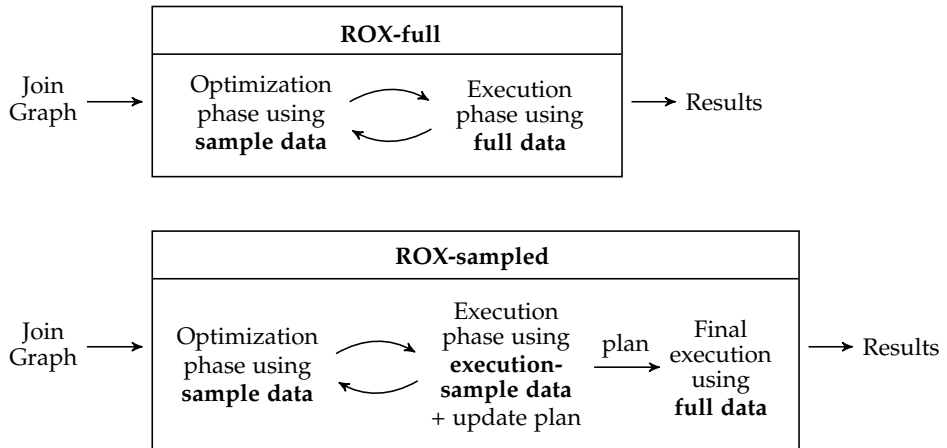 ROX-full
Join
Graph
Optimization
phase using
sample data
Execution
phase using
full data
Results
ROX-sampled
Join
Graph
Optimization
phase using
sample data
Execution
phase using
execution-
sample data
+ update plan
plan
Final
execution
using
full data
Results